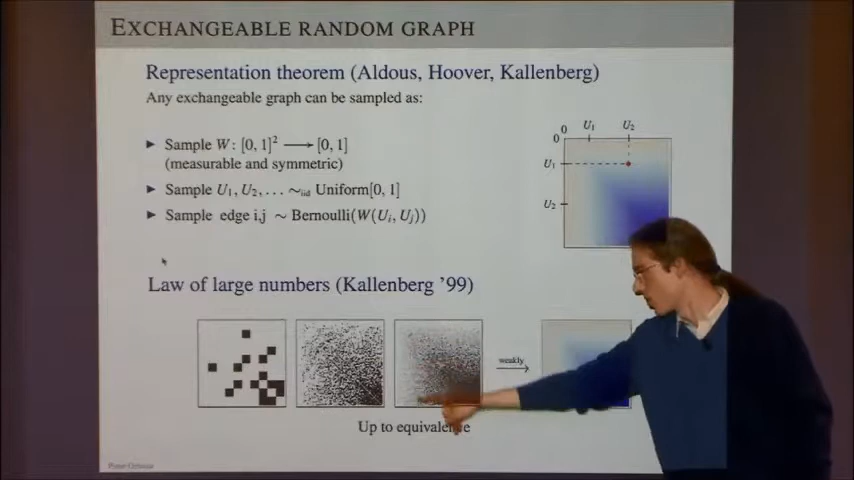 EXCHANGEABLE RANDOM GRAPH
Representation theorem (Aldous, Hoover, Kallenberg)
Any exchangeable graph can be sampled as:
▶ Sample W : [0, 1]² ⟶ [0, 1]
(measurable and symmetric)
▶ Sample U₁, U₂, . . . ∼iid Uniform[0, 1]
▶ Sample edge i,j ∼ Bernoulli(W(Uᵢ, Uⱼ))
0 U₁ U₂
0
U₁
U₂
Law of large numbers (Kallenberg ’99)
weakly
Up to equivalence